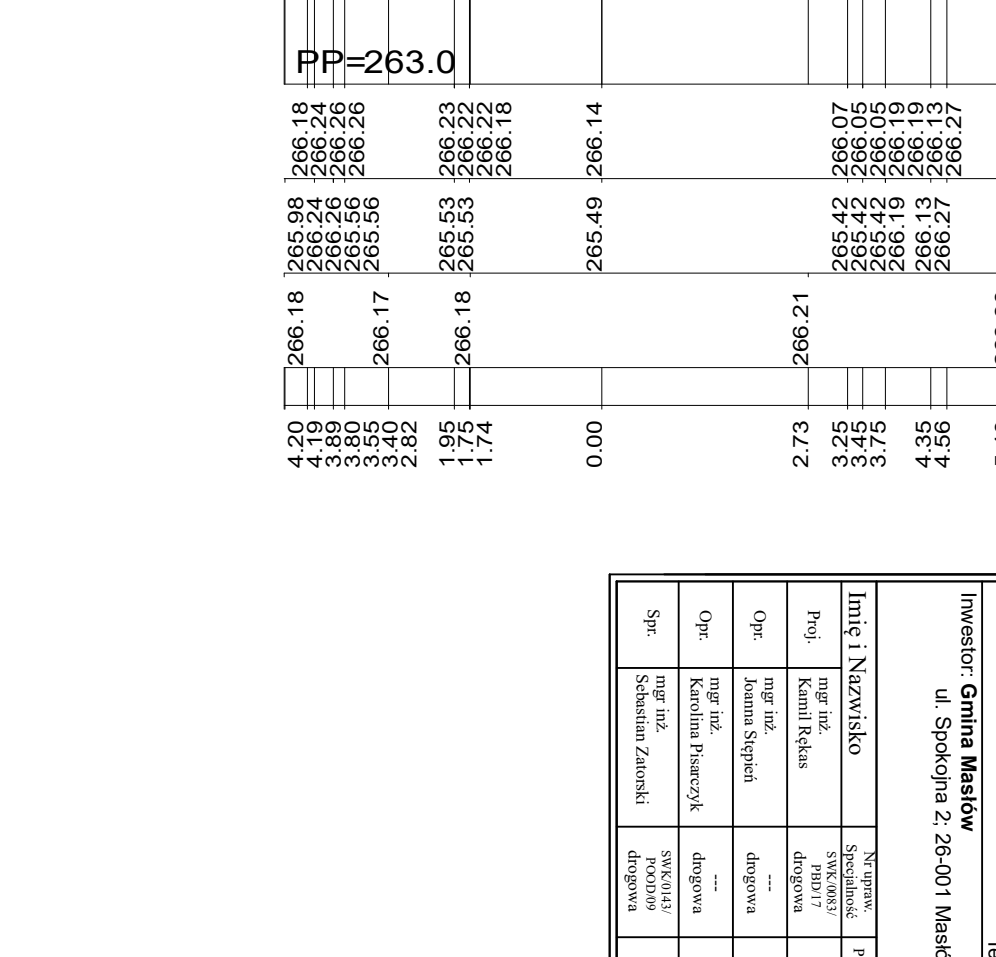 PP=263.0
266.18
266.24
266.26
266.26
266.23
266.22
266.22
266.18
266.14
266.07
266.05
266.05
266.19
266.19
266.13
266.27
265.98
266.24
266.26
265.56
265.56
265.53
265.53
265.49
265.42
265.42
265.42
266.19
266.13
266.27
266.18
266.17
266.18
266.21
4.20
4.19
3.89
3.80
3.55
3.40
2.82
1.95
1.75
1.74
0.00
2.73
3.25
3.45
3.75
4.35
4.56
Inwestor: Gmina Masłów
ul. Spokojna 2; 26-001 Masłó
Imię i Nazwisko
Nr upraw.
Specjalność
P
Proj.
mgr inż.
Kamil Rękas
SWK/0083/
PBD/17
drogowa
Opr.
mgr inż.
Joanna Stępień
---
drogowa
Opr.
mgr inż.
Karolina Pisarczyk
---
drogowa
Spr.
mgr inż.
Sebastian Zatorski
SWK/0143/
POOD/09
drogowa